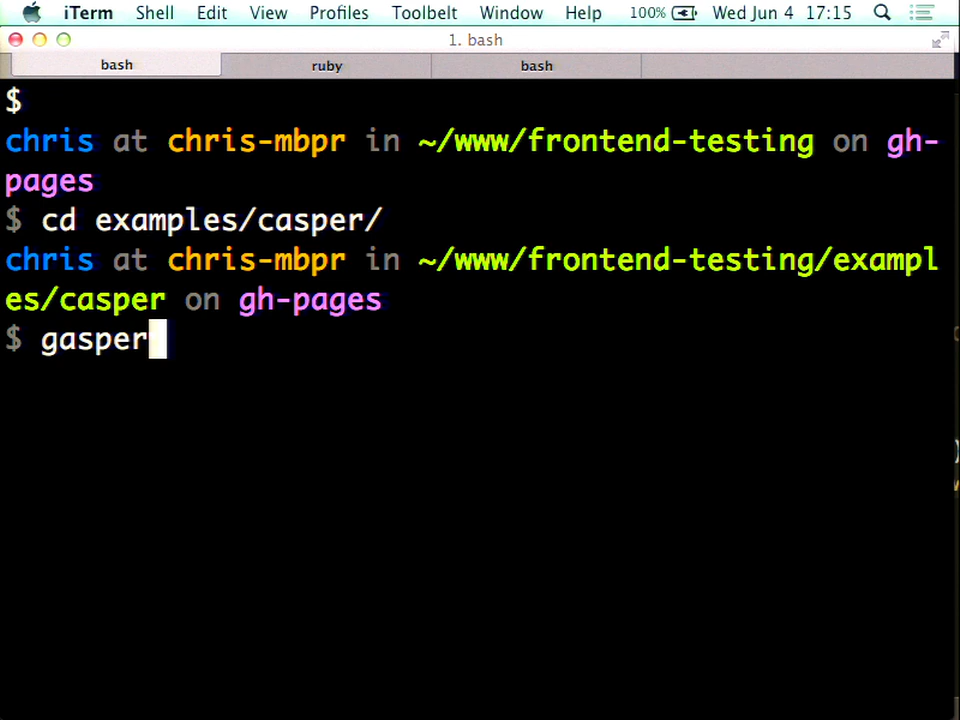 iTerm Shell Edit View Profiles Toolbelt Window Help 100% Wed Jun 4 17:15
1. bash
bash ruby bash
$
chris at chris-mbpr in ~/www/frontend-testing on gh-
pages
$ cd examples/casper/
chris at chris-mbpr in ~/www/frontend-testing/exampl
es/casper on gh-pages
$ gasper